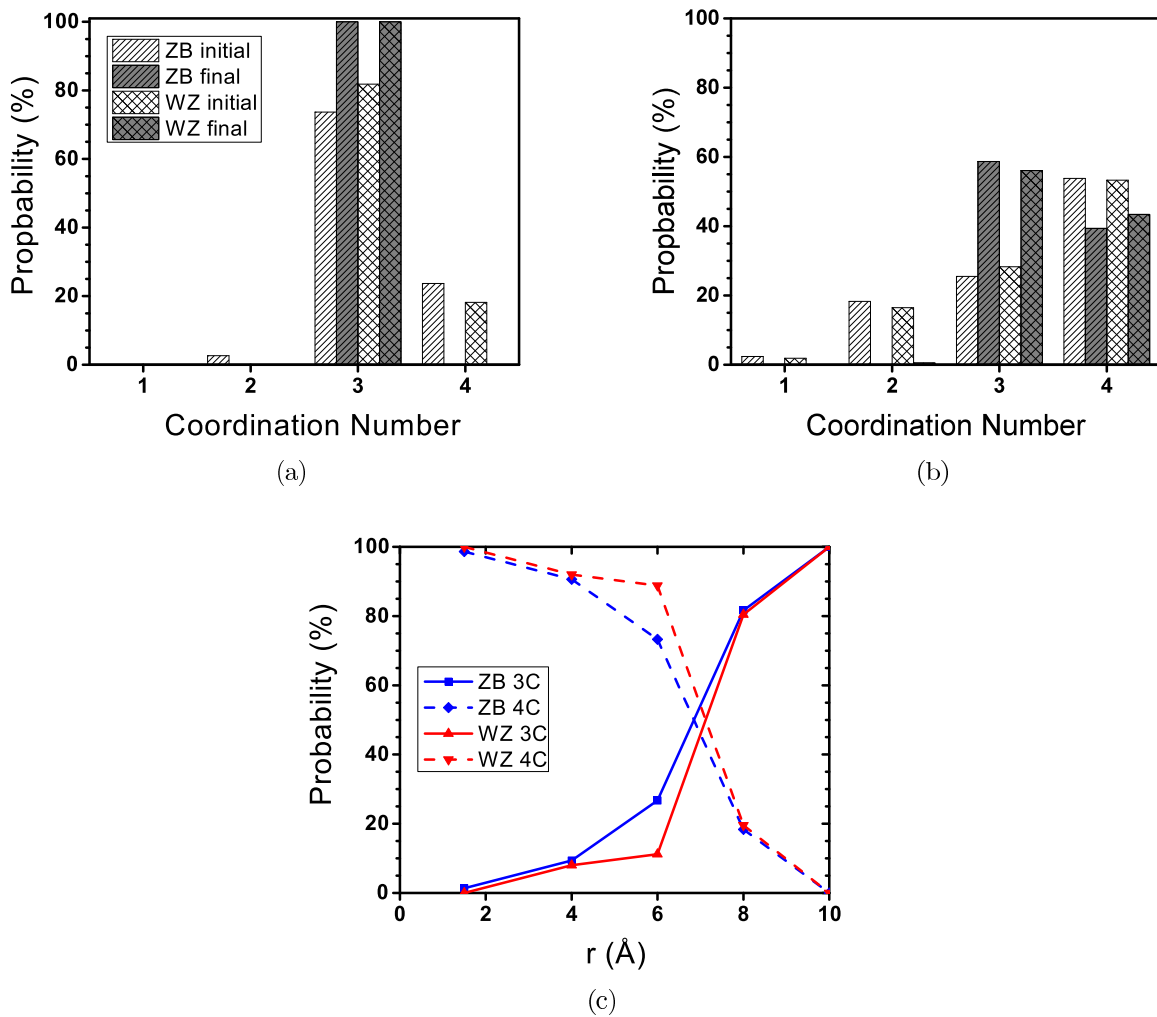 100
80
60
40
20
0
Propbability (%)
ZB initial
ZB final
WZ initial
WZ final
1 2 3 4
Coordination Number
(a)
100
80
60
40
20
0
Propbability (%)
1 2 3 4
Coordination Number
(b)
100
80
60
40
20
0
Probability (%)
ZB 3C
ZB 4C
WZ 3C
WZ 4C
0 2 4 6 8 10
r (Å)
(c)